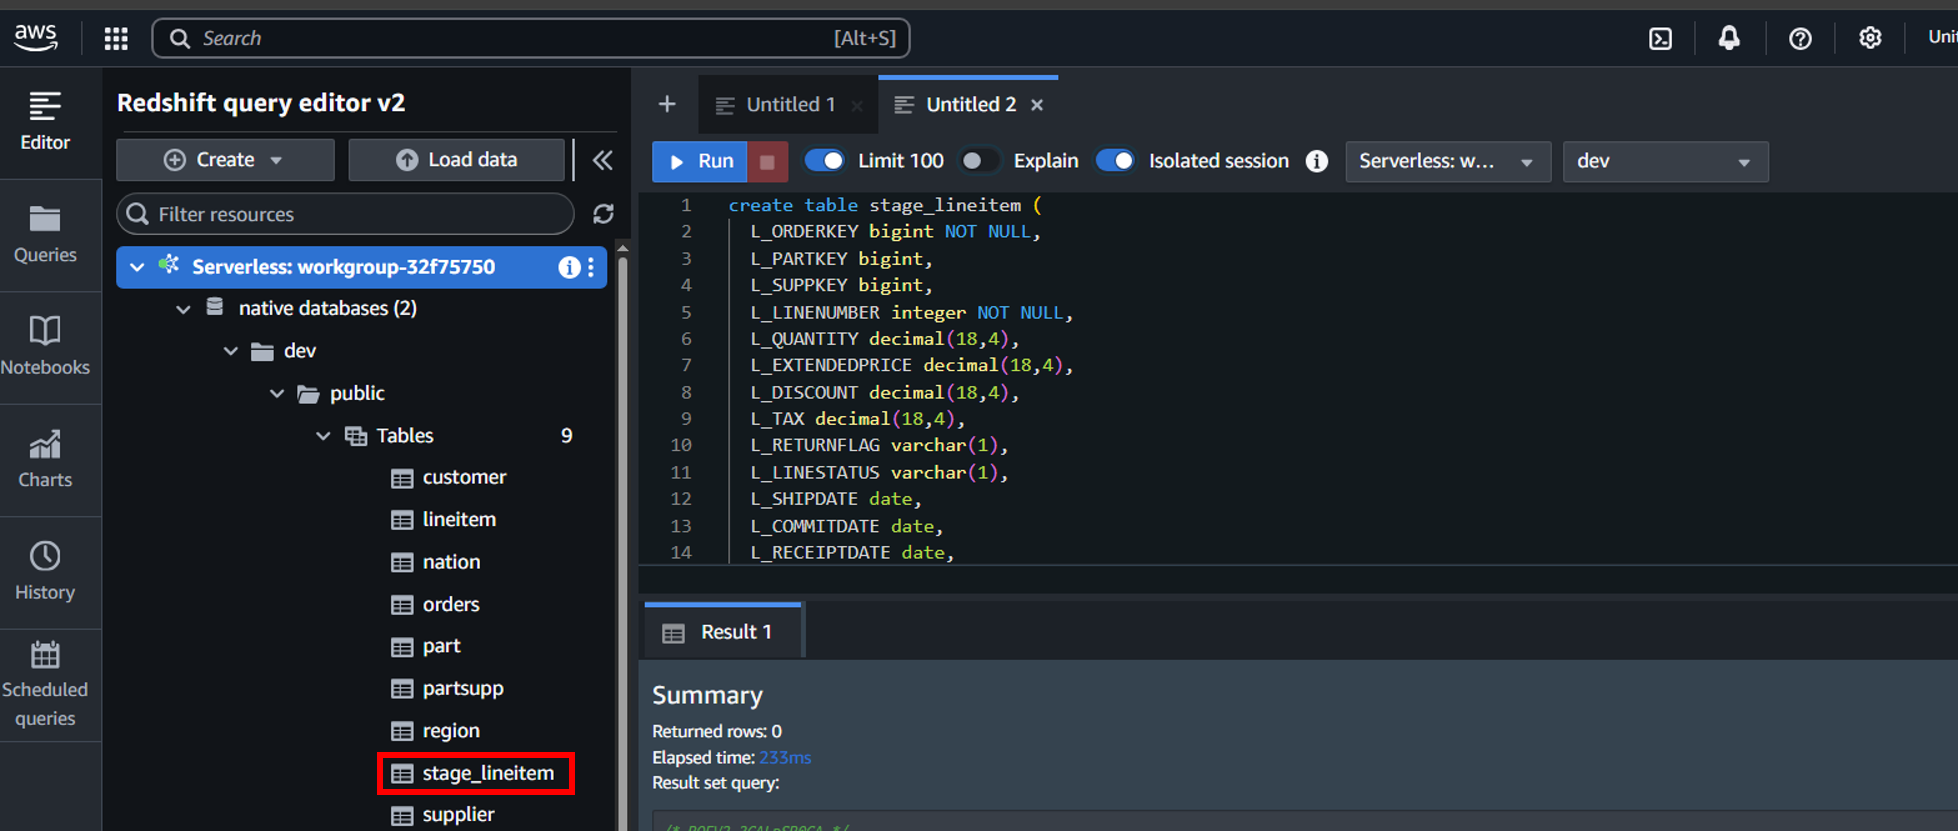 aws
Search [Alt+S]
Unit
Editor
Queries
Notebooks
Charts
History
Scheduled
queries
Redshift query editor v2
Create
Load data
Filter resources
Serverless: workgroup-32f75750
native databases (2)
dev
public
Tables 9
customer
lineitem
nation
orders
part
partsupp
region
stage_lineitem
supplier
Untitled 1
Untitled 2
Run
Limit 100
Explain
Isolated session
Serverless: w...
dev
1 create table stage_lineitem (
2 L_ORDERKEY bigint NOT NULL,
3 L_PARTKEY bigint,
4 L_SUPPKEY bigint,
5 L_LINENUMBER integer NOT NULL,
6 L_QUANTITY decimal(18,4),
7 L_EXTENDEDPRICE decimal(18,4),
8 L_DISCOUNT decimal(18,4),
9 L_TAX decimal(18,4),
10 L_RETURNFLAG varchar(1),
11 L_LINESTATUS varchar(1),
12 L_SHIPDATE date,
13 L_COMMITDATE date,
14 L_RECEIPTDATE date,
Result 1
Summary
Returned rows: 0
Elapsed time: 233ms
Result set query: